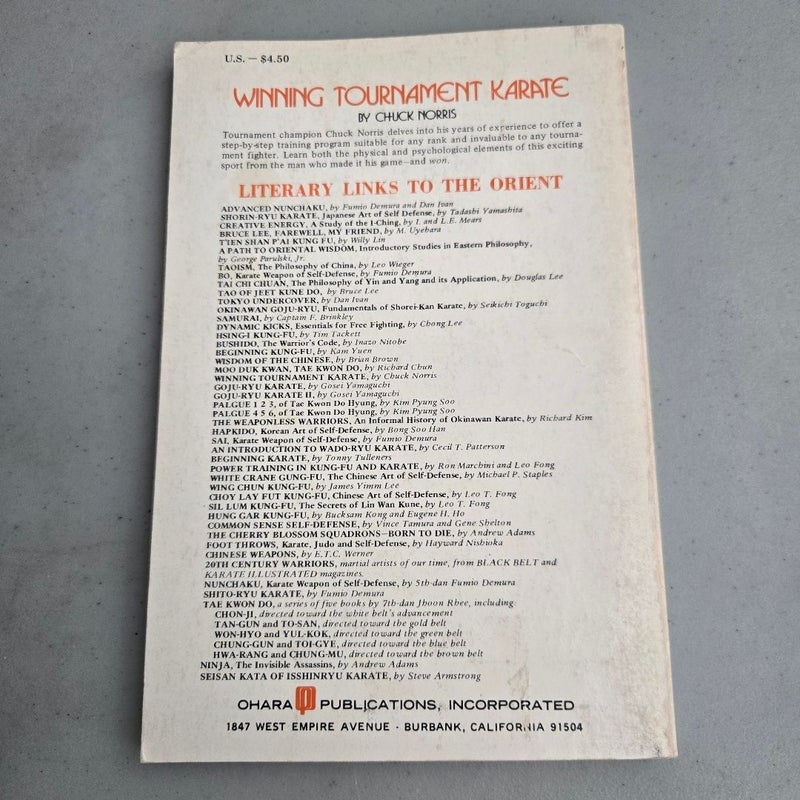 U.S. — $4.50
WINNING TOURNAMENT KARATE
BY CHUCK NORRIS
Tournament champion Chuck Norris delves into his years of experience to offer a
step-by-step training program suitable for any rank and invaluable to any tourna-
ment fighter. Learn both the physical and psychological elements of this exciting
sport from the man who made it his game—and won.
LITERARY LINKS TO THE ORIENT
ADVANCED NUNCHAKU, by Fumio Demura and Dan Ivan
SHORIN-RYU KARATE, Japanese Art of Self Defense, by Tadashi Yamashita
CREATIVE ENERGY, A Study of the I-Ching, by I. and L.E. Mears
BRUCE LEE, FAREWELL, MY FRIEND, by M. Uyehara
T'IEN SHAN P'AI KUNG FU, by Willy Lin
A PATH TO ORIENTAL WISDOM, Introductory Studies in Eastern Philosophy,
by George Parulski, Jr.
TAOISM, The Philosophy of China, by Leo Wieger
BO, Karate Weapon of Self-Defense, by Fumio Demura
TAI CHI CHUAN, The Philosophy of Yin and Yang and its Application, by Douglas Lee
TAO OF JEET KUNE DO, by Bruce Lee
TOKYO UNDERCOVER, by Dan Ivan
OKINAWAN GOJU-RYU, Fundamentals of Shorei-Kan Karate, by Seikichi Toguchi
SAMURAI, by Captain F. Brinkley
DYNAMIC KICKS, Essentials for Free Fighting, by Chong Lee
HSING-I KUNG-FU, by Tim Tackett
BUSHIDO, The Warrior's Code, by Inazo Nitobe
BEGINNING KUNG-FU, by Kam Yuen
WISDOM OF THE CHINESE, by Brian Brown
MOO DUK KWAN, TAE KWON DO, by Richard Chun
WINNING TOURNAMENT KARATE, by Chuck Norris
GOJU-RYU KARATE, by Gosei Yamaguchi
GOJU-RYU KARATE II, by Gosei Yamaguchi
PALGUE 1 2 3, of Tae Kwon Do Hyung, by Kim Pyung Soo
PALGUE 4 5 6, of Tae Kwon Do Hyung, by Kim Pyung Soo
THE WEAPONLESS WARRIORS, An Informal History of Okinawan Karate, by Richard Kim
HAPKIDO, Korean Art of Self-Defense, by Bong Soo Han
SAI, Karate Weapon of Self-Defense, by Fumio Demura
AN INTRODUCTION TO WADO-RYU KARATE, by Cecil T. Patterson
BEGINNING KARATE, by Tonny Tulleners
POWER TRAINING IN KUNG-FU AND KARATE, by Ron Marchini and Leo Fong
WHITE CRANE GUNG-FU, The Chinese Art of Self-Defense, by Michael P. Staples
WING CHUN KUNG-FU, by James Yimm Lee
CHOY LAY FUT KUNG-FU, Chinese Art of Self-Defense, by Leo T. Fong
SIL LUM KUNG-FU, The Secrets of Lin Wan Kune, by Leo T. Fong
HUNG GAR KUNG-FU, by Bucksam Kong and Eugene H. Ho
COMMON SENSE SELF-DEFENSE, by Vince Tamura and Gene Shelton
THE CHERRY BLOSSOM SQUADRONS—BORN TO DIE, by Andrew Adams
FOOT THROWS, Karate, Judo and Self-Defense, by Hayward Nishioka
CHINESE WEAPONS, by E.T.C. Werner
20TH CENTURY WARRIORS, martial artists of our time, from BLACK BELT and
KARATE ILLUSTRATED magazines.
NUNCHAKU, Karate Weapon of Self-Defense, by 5th-dan Fumio Demura
SHITO-RYU KARATE, by Fumio Demura
TAE KWON DO, a series of five books by 7th-dan Jhoon Rhee, including:
CHON-JI, directed toward the white belt's advancement
TAN-GUN and TO-SAN, directed toward the gold belt
WON-HYO and YUL-KOK, directed toward the green belt
CHUNG-GUN and TOI-GYE, directed toward the blue belt
HWA-RANG and CHUNG-MU, directed toward the brown belt
NINJA, The Invisible Assassins, by Andrew Adams
SEISAN KATA OF ISSHINRYU KARATE, by Steve Armstrong
OHARA PUBLICATIONS, INCORPORATED
1847 WEST EMPIRE AVENUE · BURBANK, CALIFORNIA 91504